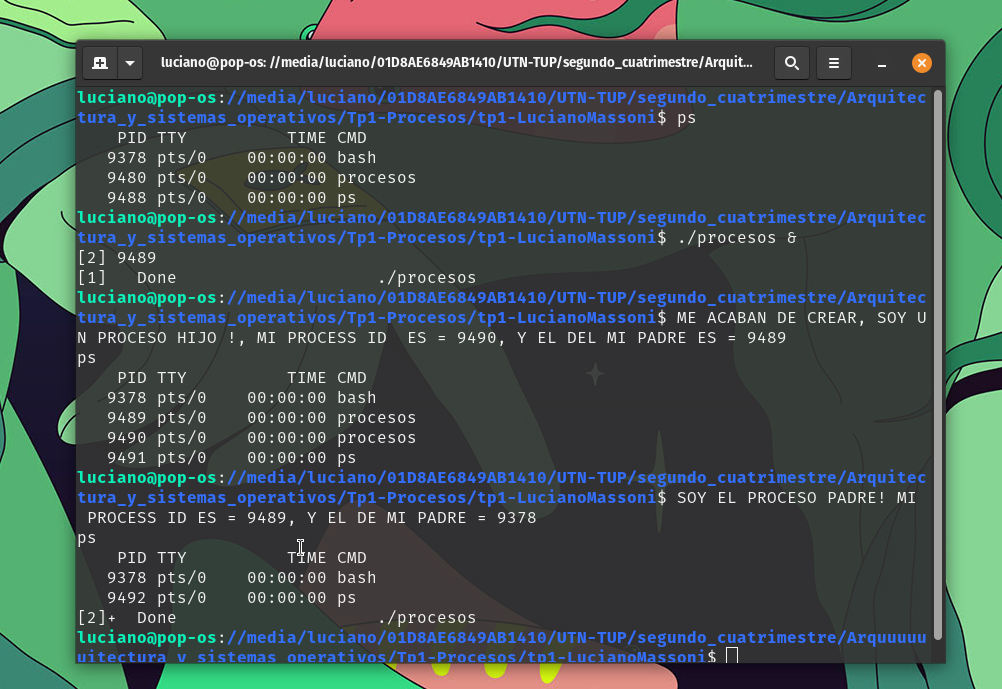 luciano@pop-os: //media/luciano/01D8AE6849AB1410/UTN-TUP/segundo_cuatrimestre/Arquit...
luciano@pop-os://media/luciano/01D8AE6849AB1410/UTN-TUP/segundo_cuatrimestre/Arquitec
tura_y_sistemas_operativos/Tp1-Procesos/tp1-LucianoMassoni$ ps
    PID TTY          TIME CMD
   9378 pts/0    00:00:00 bash
   9480 pts/0    00:00:00 procesos
   9488 pts/0    00:00:00 ps
luciano@pop-os://media/luciano/01D8AE6849AB1410/UTN-TUP/segundo_cuatrimestre/Arquitec
tura_y_sistemas_operativos/Tp1-Procesos/tp1-LucianoMassoni$ ./procesos &
[2] 9489
[1]   Done                    ./procesos
luciano@pop-os://media/luciano/01D8AE6849AB1410/UTN-TUP/segundo_cuatrimestre/Arquitec
tura_y_sistemas_operativos/Tp1-Procesos/tp1-LucianoMassoni$ ME ACABAN DE CREAR, SOY U
N PROCESO HIJO !, MI PROCESS ID  ES = 9490, Y EL DEL MI PADRE ES = 9489
ps
    PID TTY          TIME CMD
   9378 pts/0    00:00:00 bash
   9489 pts/0    00:00:00 procesos
   9490 pts/0    00:00:00 procesos
   9491 pts/0    00:00:00 ps
luciano@pop-os://media/luciano/01D8AE6849AB1410/UTN-TUP/segundo_cuatrimestre/Arquitec
tura_y_sistemas_operativos/Tp1-Procesos/tp1-LucianoMassoni$ SOY EL PROCESO PADRE! MI
 PROCESS ID ES = 9489, Y EL DE MI PADRE = 9378
ps
    PID TTY          TIME CMD
   9378 pts/0    00:00:00 bash
   9492 pts/0    00:00:00 ps
[2]+  Done                    ./procesos
luciano@pop-os://media/luciano/01D8AE6849AB1410/UTN-TUP/segundo_cuatrimestre/Arquuuuu
uitectura_y_sistemas_operativos/Tp1-Procesos/tp1-LucianoMassoni$